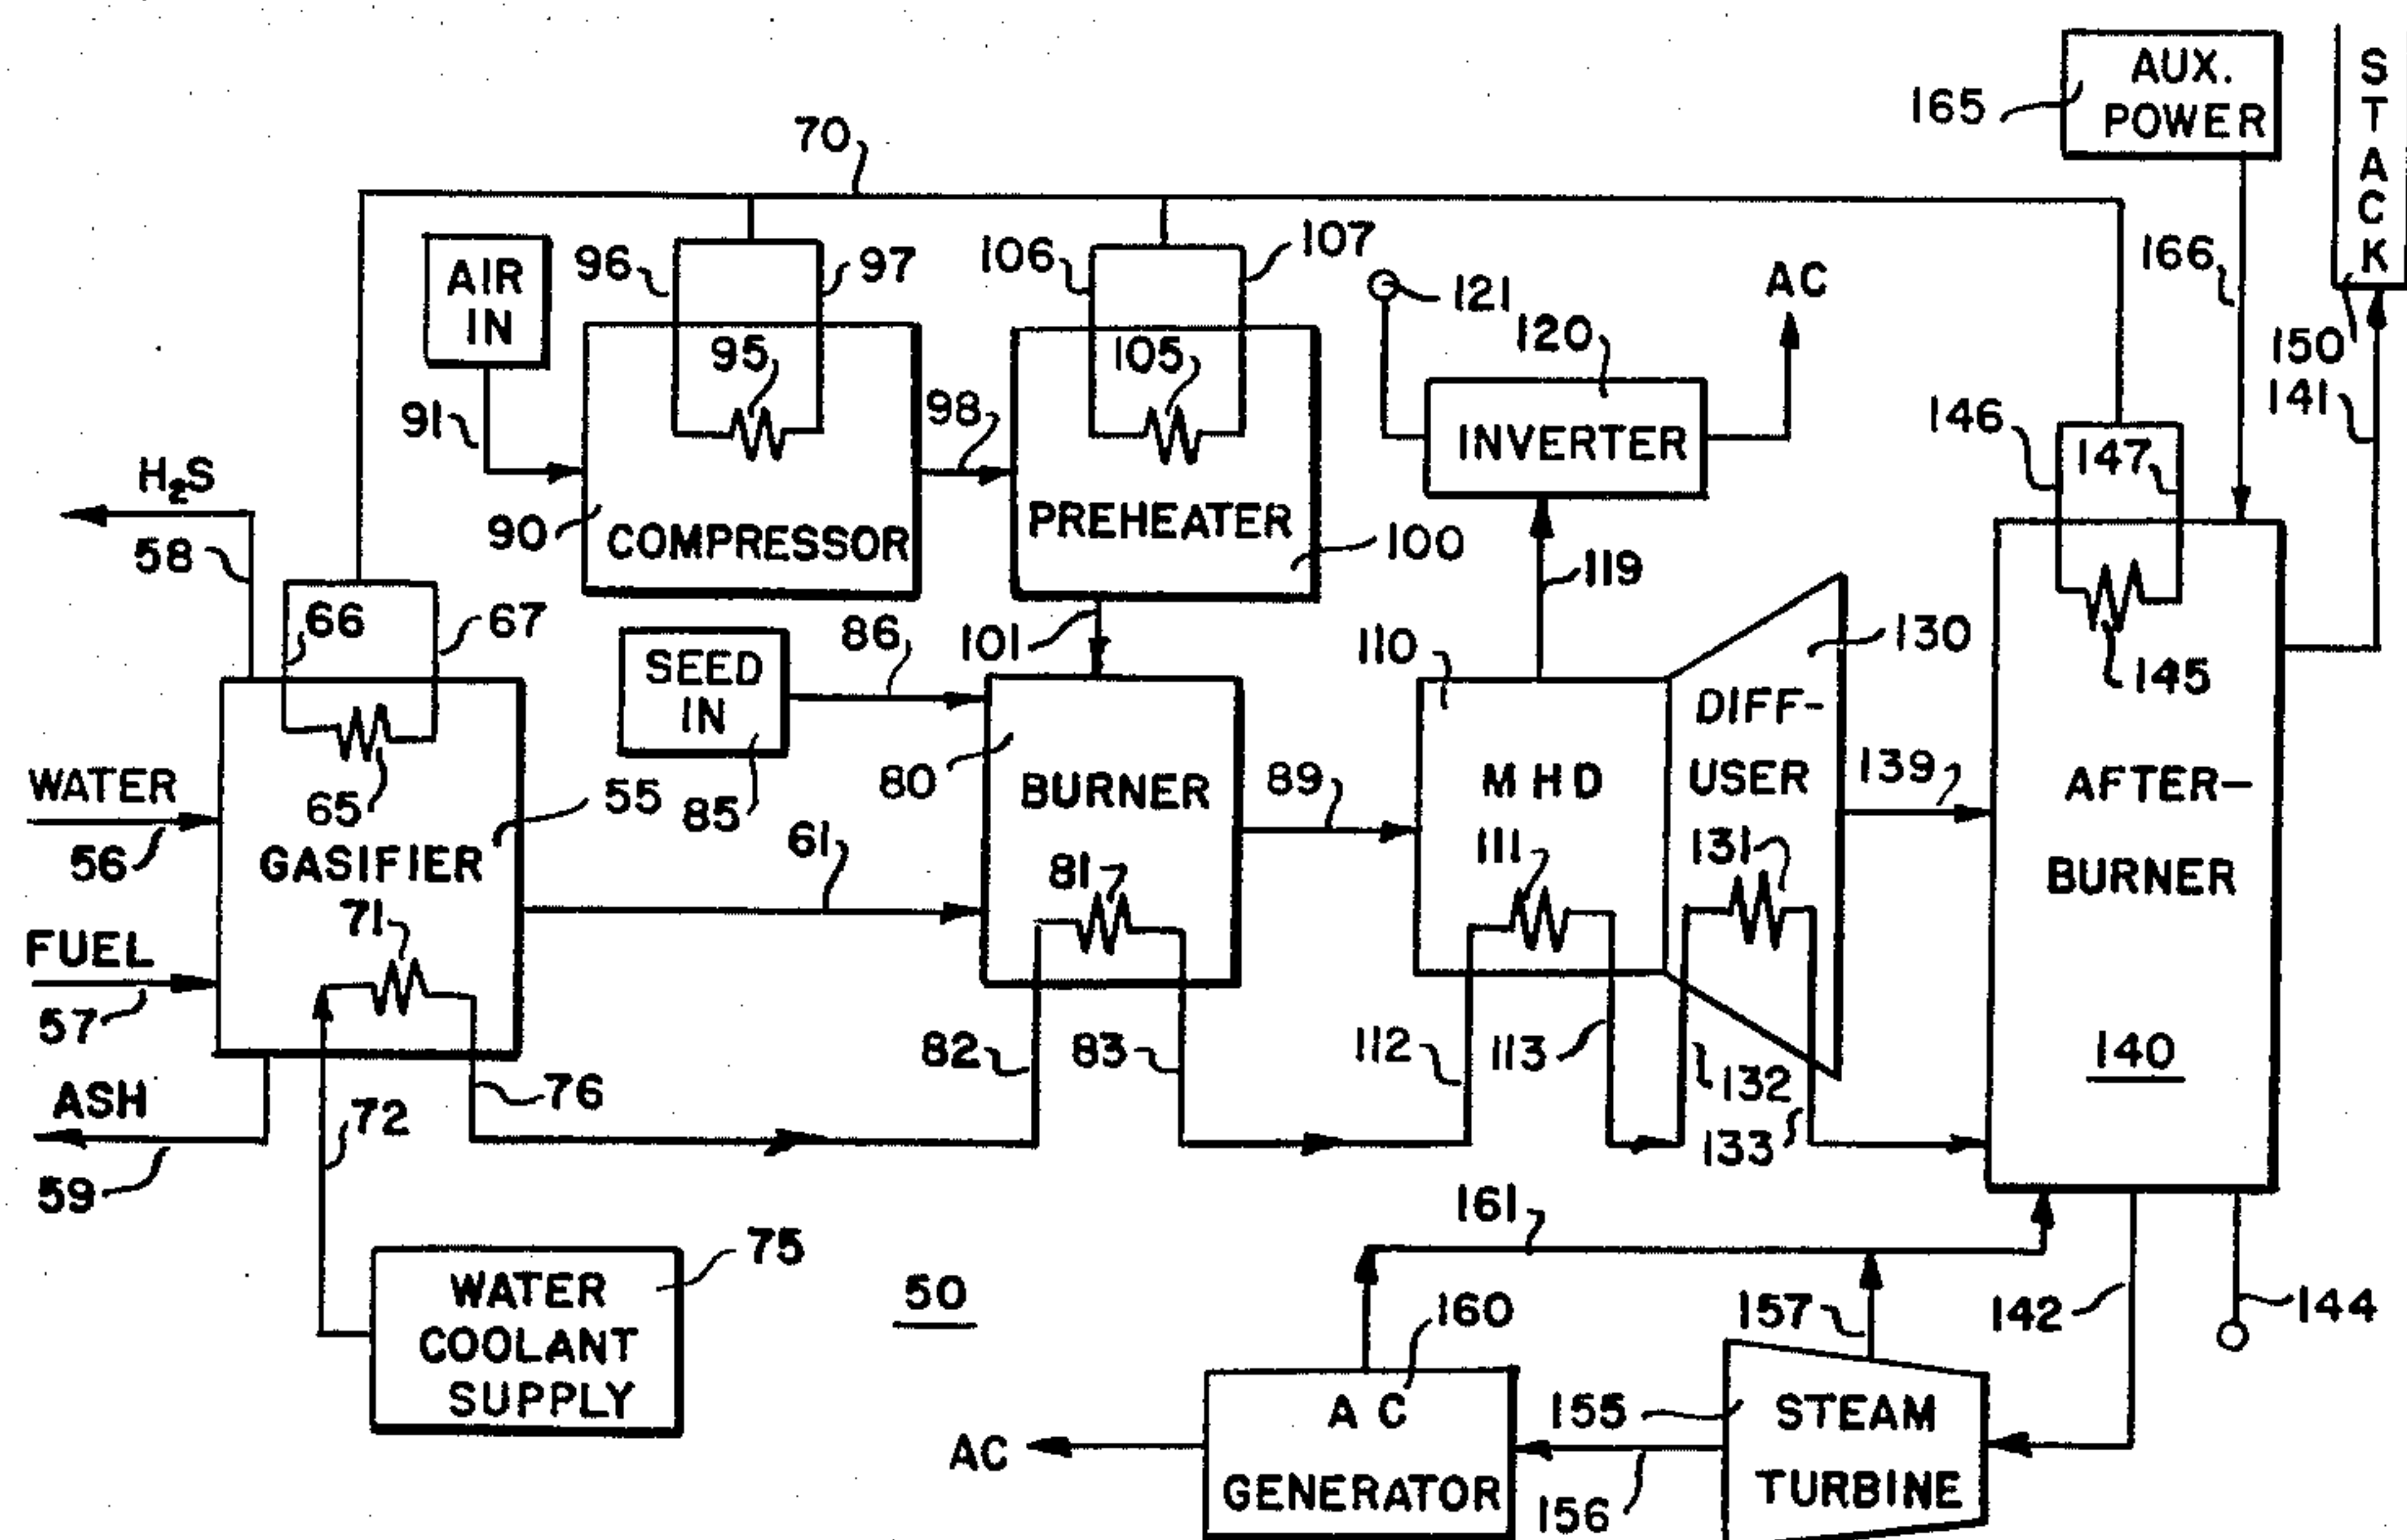 AUX.
POWER
165
S
T
A
C
K
70
166
150
141
AIR
IN
91
96
97
95
98
106
107
105
121
120
AC
INVERTER
146
147
145
H₂S
58
90
COMPRESSOR
PREHEATER
100
119
66
67
65
SEED
IN
85
86
101
80
BURNER
81
89
110
MHD
111
130
DIFF-
USER
131
139
AFTER-
BURNER
140
WATER
56
55
GASIFIER
61
71
FUEL
57
ASH
59
72
76
82
83
112
113
132
133
161
WATER
COOLANT
SUPPLY
75
50
160
157
142
144
AC
AC
GENERATOR
155
156
STEAM
TURBINE